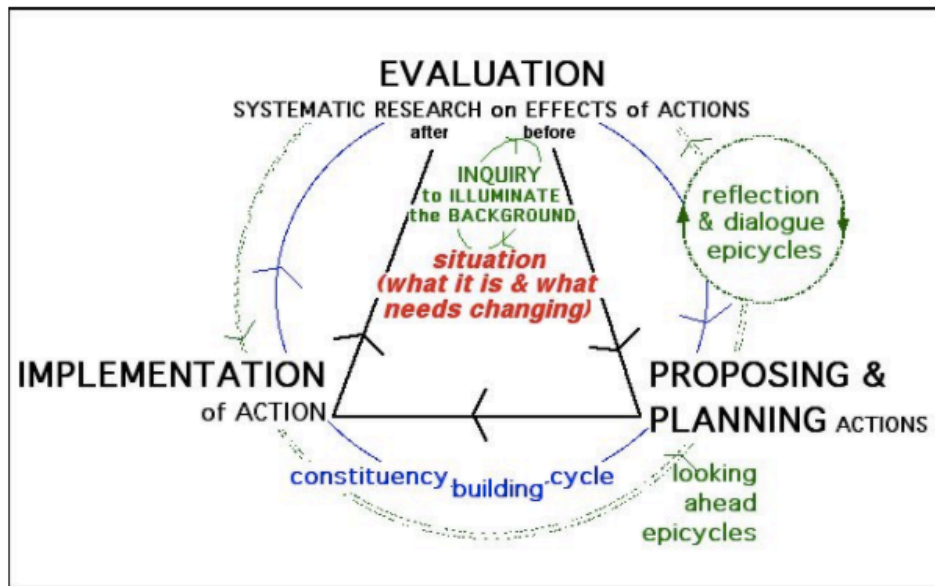 EVALUATION
SYSTEMATIC RESEARCH on EFFECTS of ACTIONS
after before
INQUIRY
to ILLUMINATE
the BACKGROUND
situation
(what it is & what
needs changing)
reflection
& dialogue
epicycles
IMPLEMENTATION
of ACTION
PROPOSING &
PLANNING ACTIONS
constituency building cycle
looking
ahead
epicycles